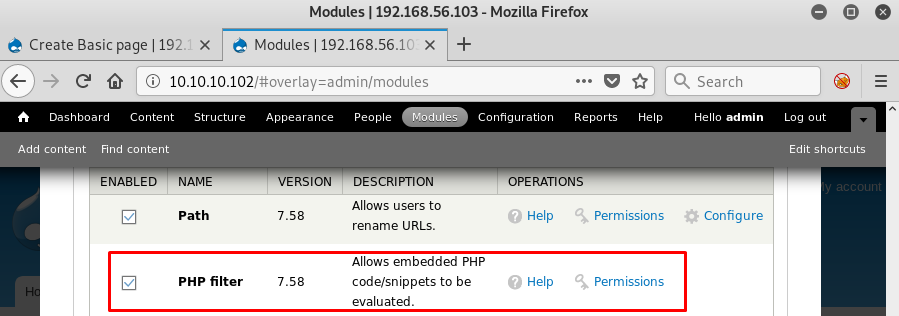 Modules | 192.168.56.103 - Mozilla Firefox
Create Basic page | 192.1
Modules | 192.168.56.10
10.10.10.102/#overlay=admin/modules
Search
Dashboard Content Structure Appearance People Modules Configuration Reports Help Hello admin Log out
Add content Find content Edit shortcuts
My account
ENABLED NAME VERSION DESCRIPTION OPERATIONS
Path 7.58 Allows users to rename URLs. Help Permissions Configure
PHP filter 7.58 Allows embedded PHP code/snippets to be evaluated. Help Permissions